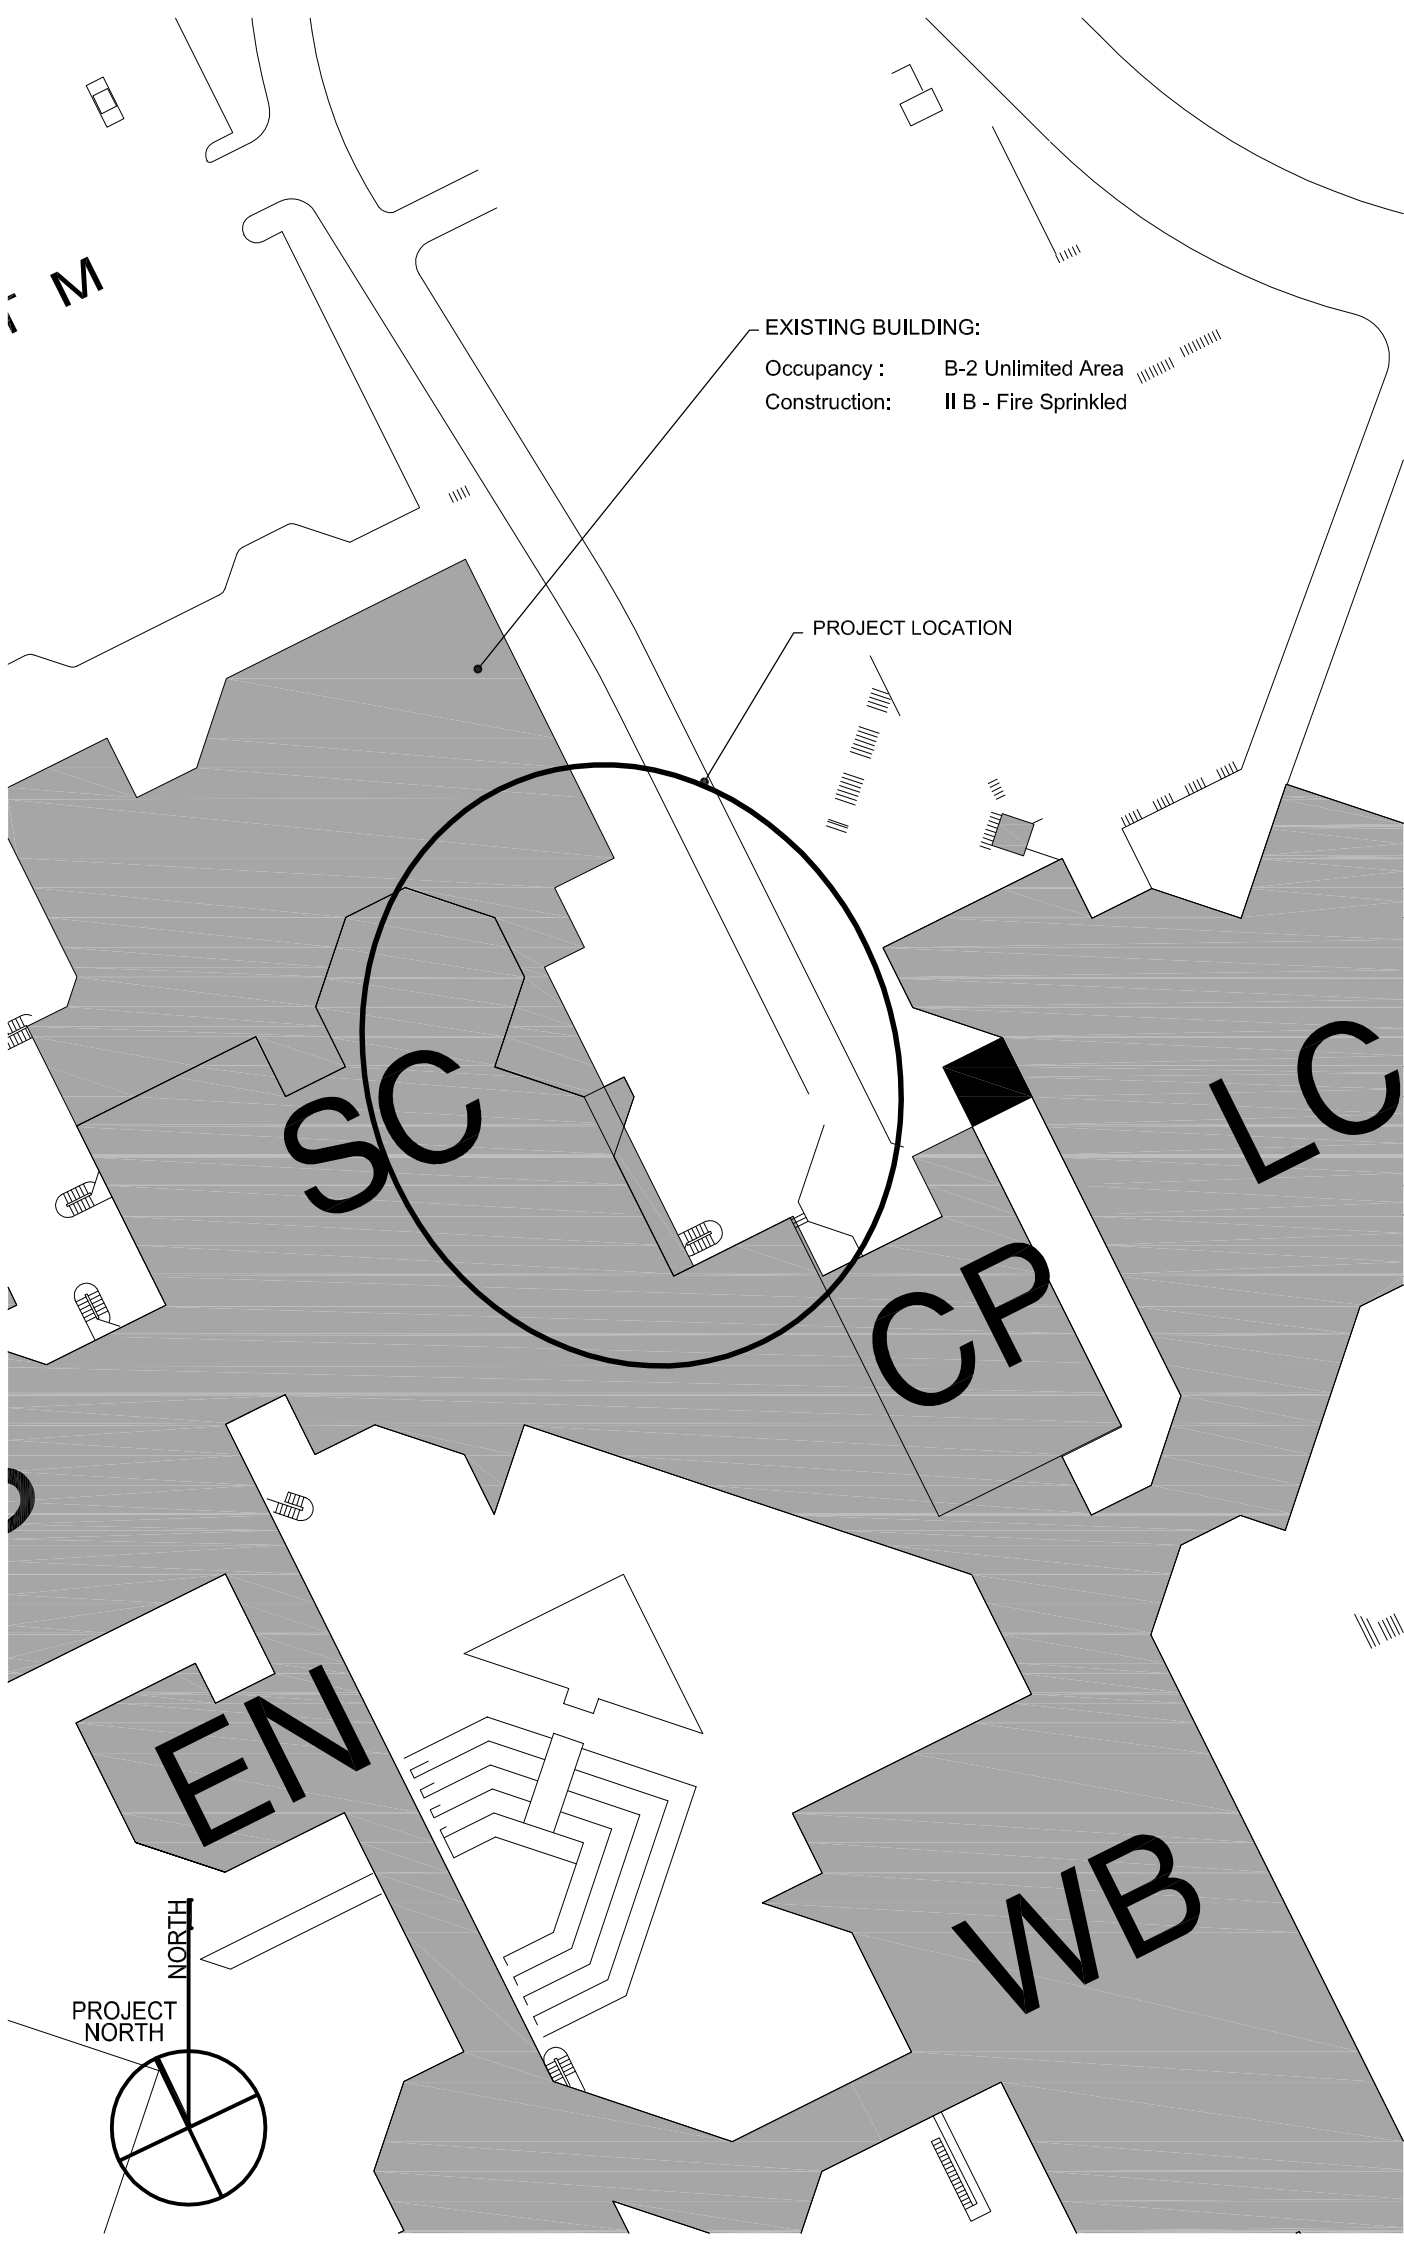 M
EXISTING BUILDING:
Occupancy : B-2 Unlimited Area
Construction: II B - Fire Sprinkled
PROJECT LOCATION
SC
LC
CP
EN
WB
NORTH
PROJECT
NORTH